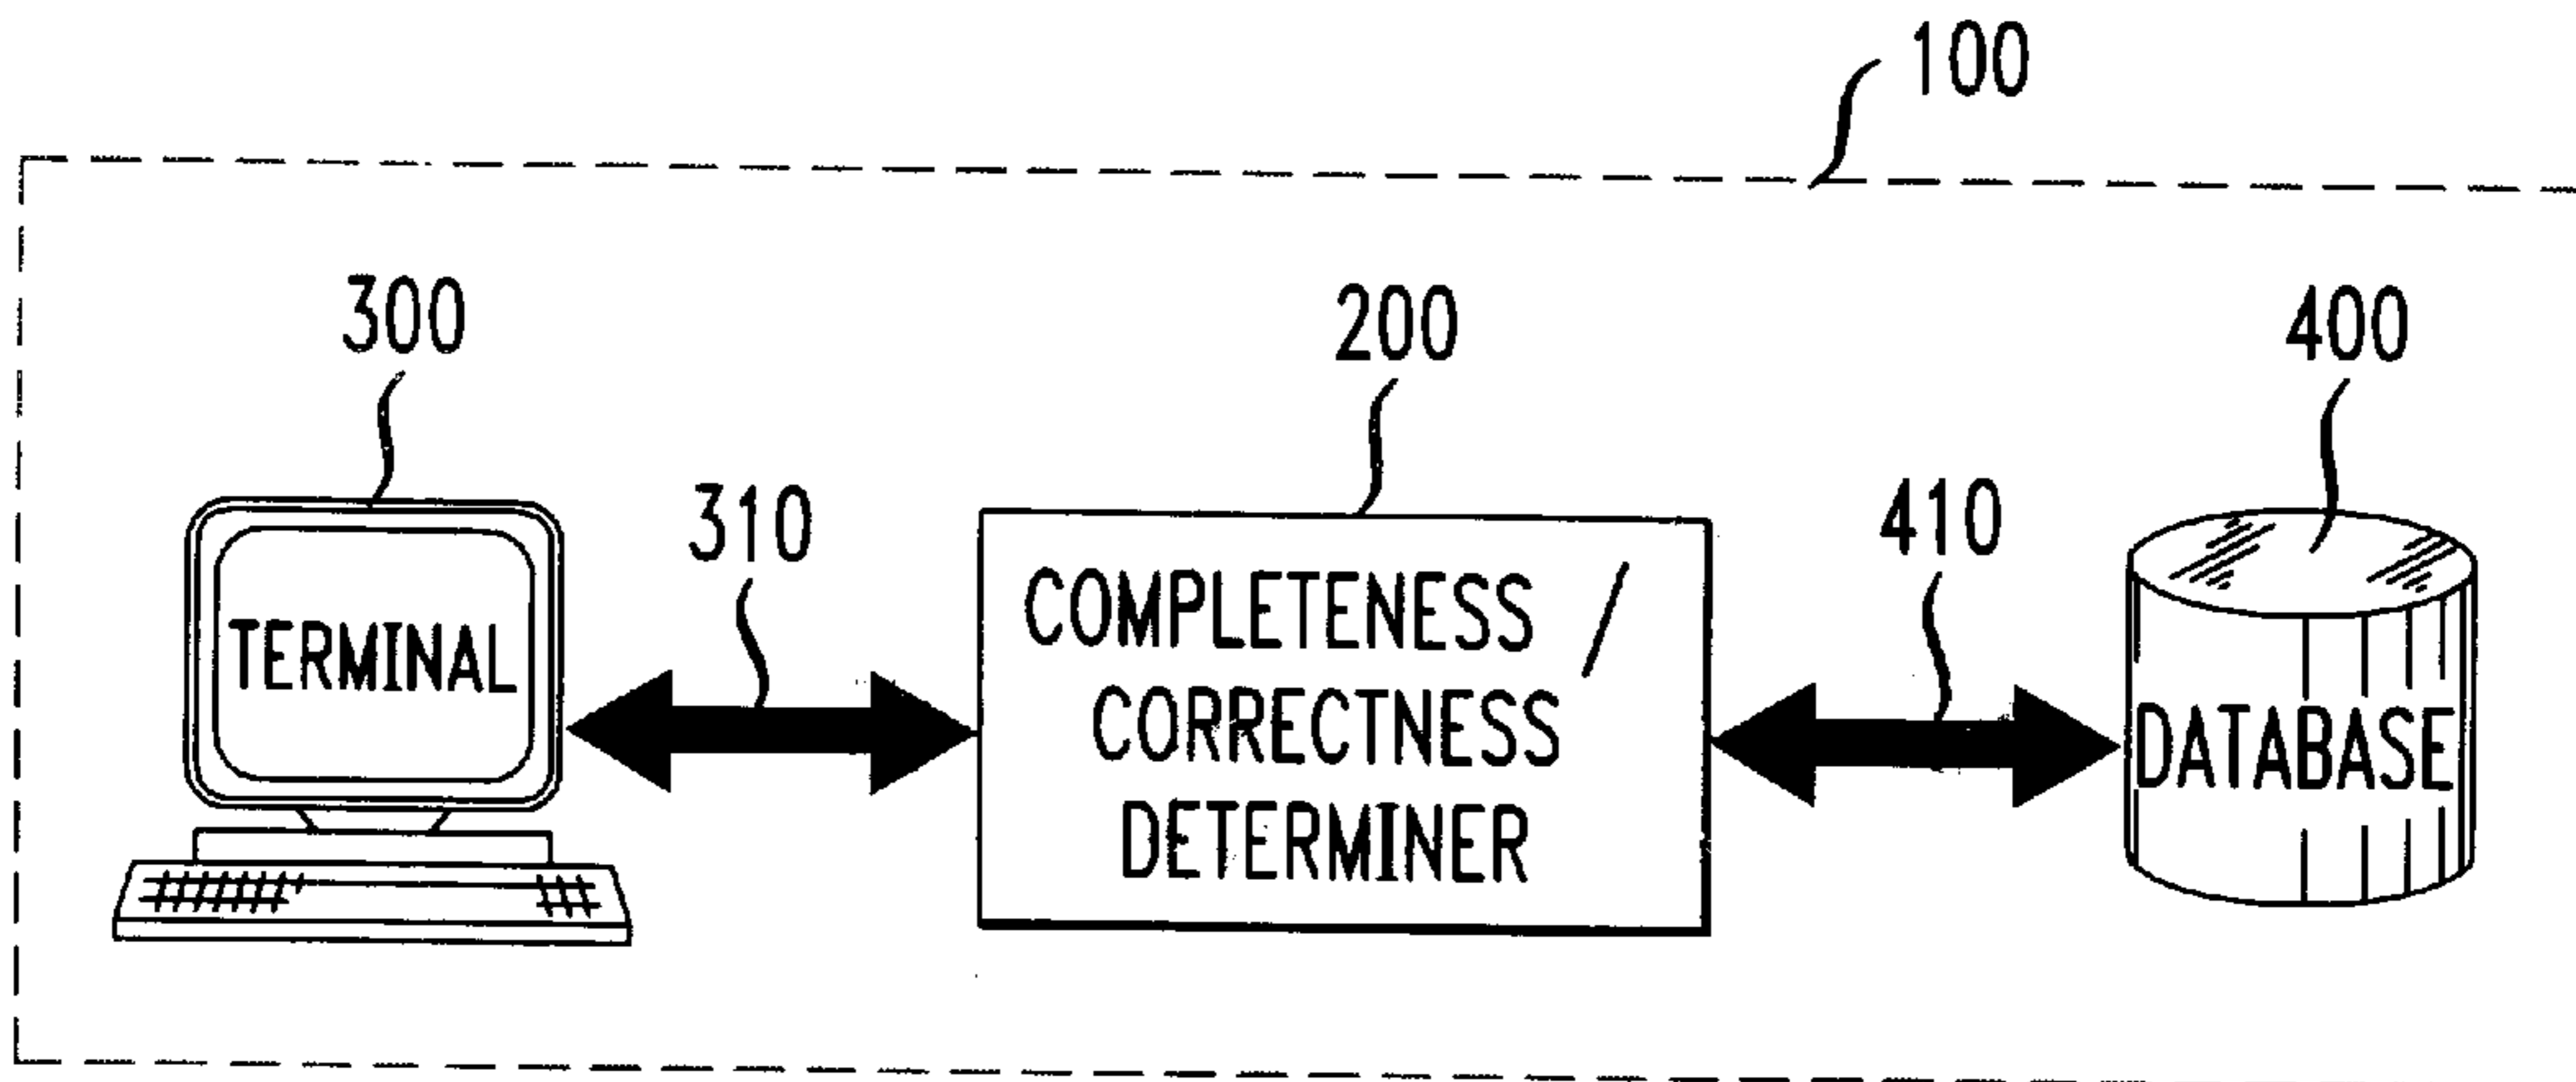 100
300
200
400
310
410
TERMINAL
COMPLETENESS /
CORRECTNESS
DETERMINER
DATABASE